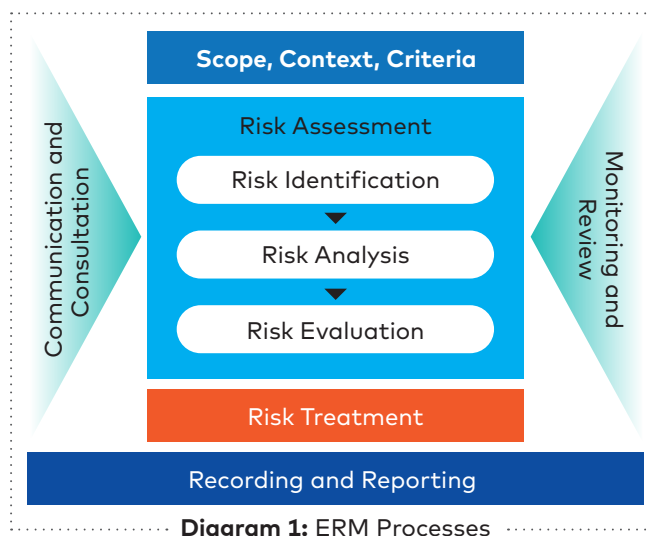 Scope, Context, Criteria
Communication and
Consultation
Risk Assessment
Risk Identification
Risk Analysis
Risk Evaluation
Monitoring and
Review
Risk Treatment
Recording and Reporting
Diagram 1: ERM Processes